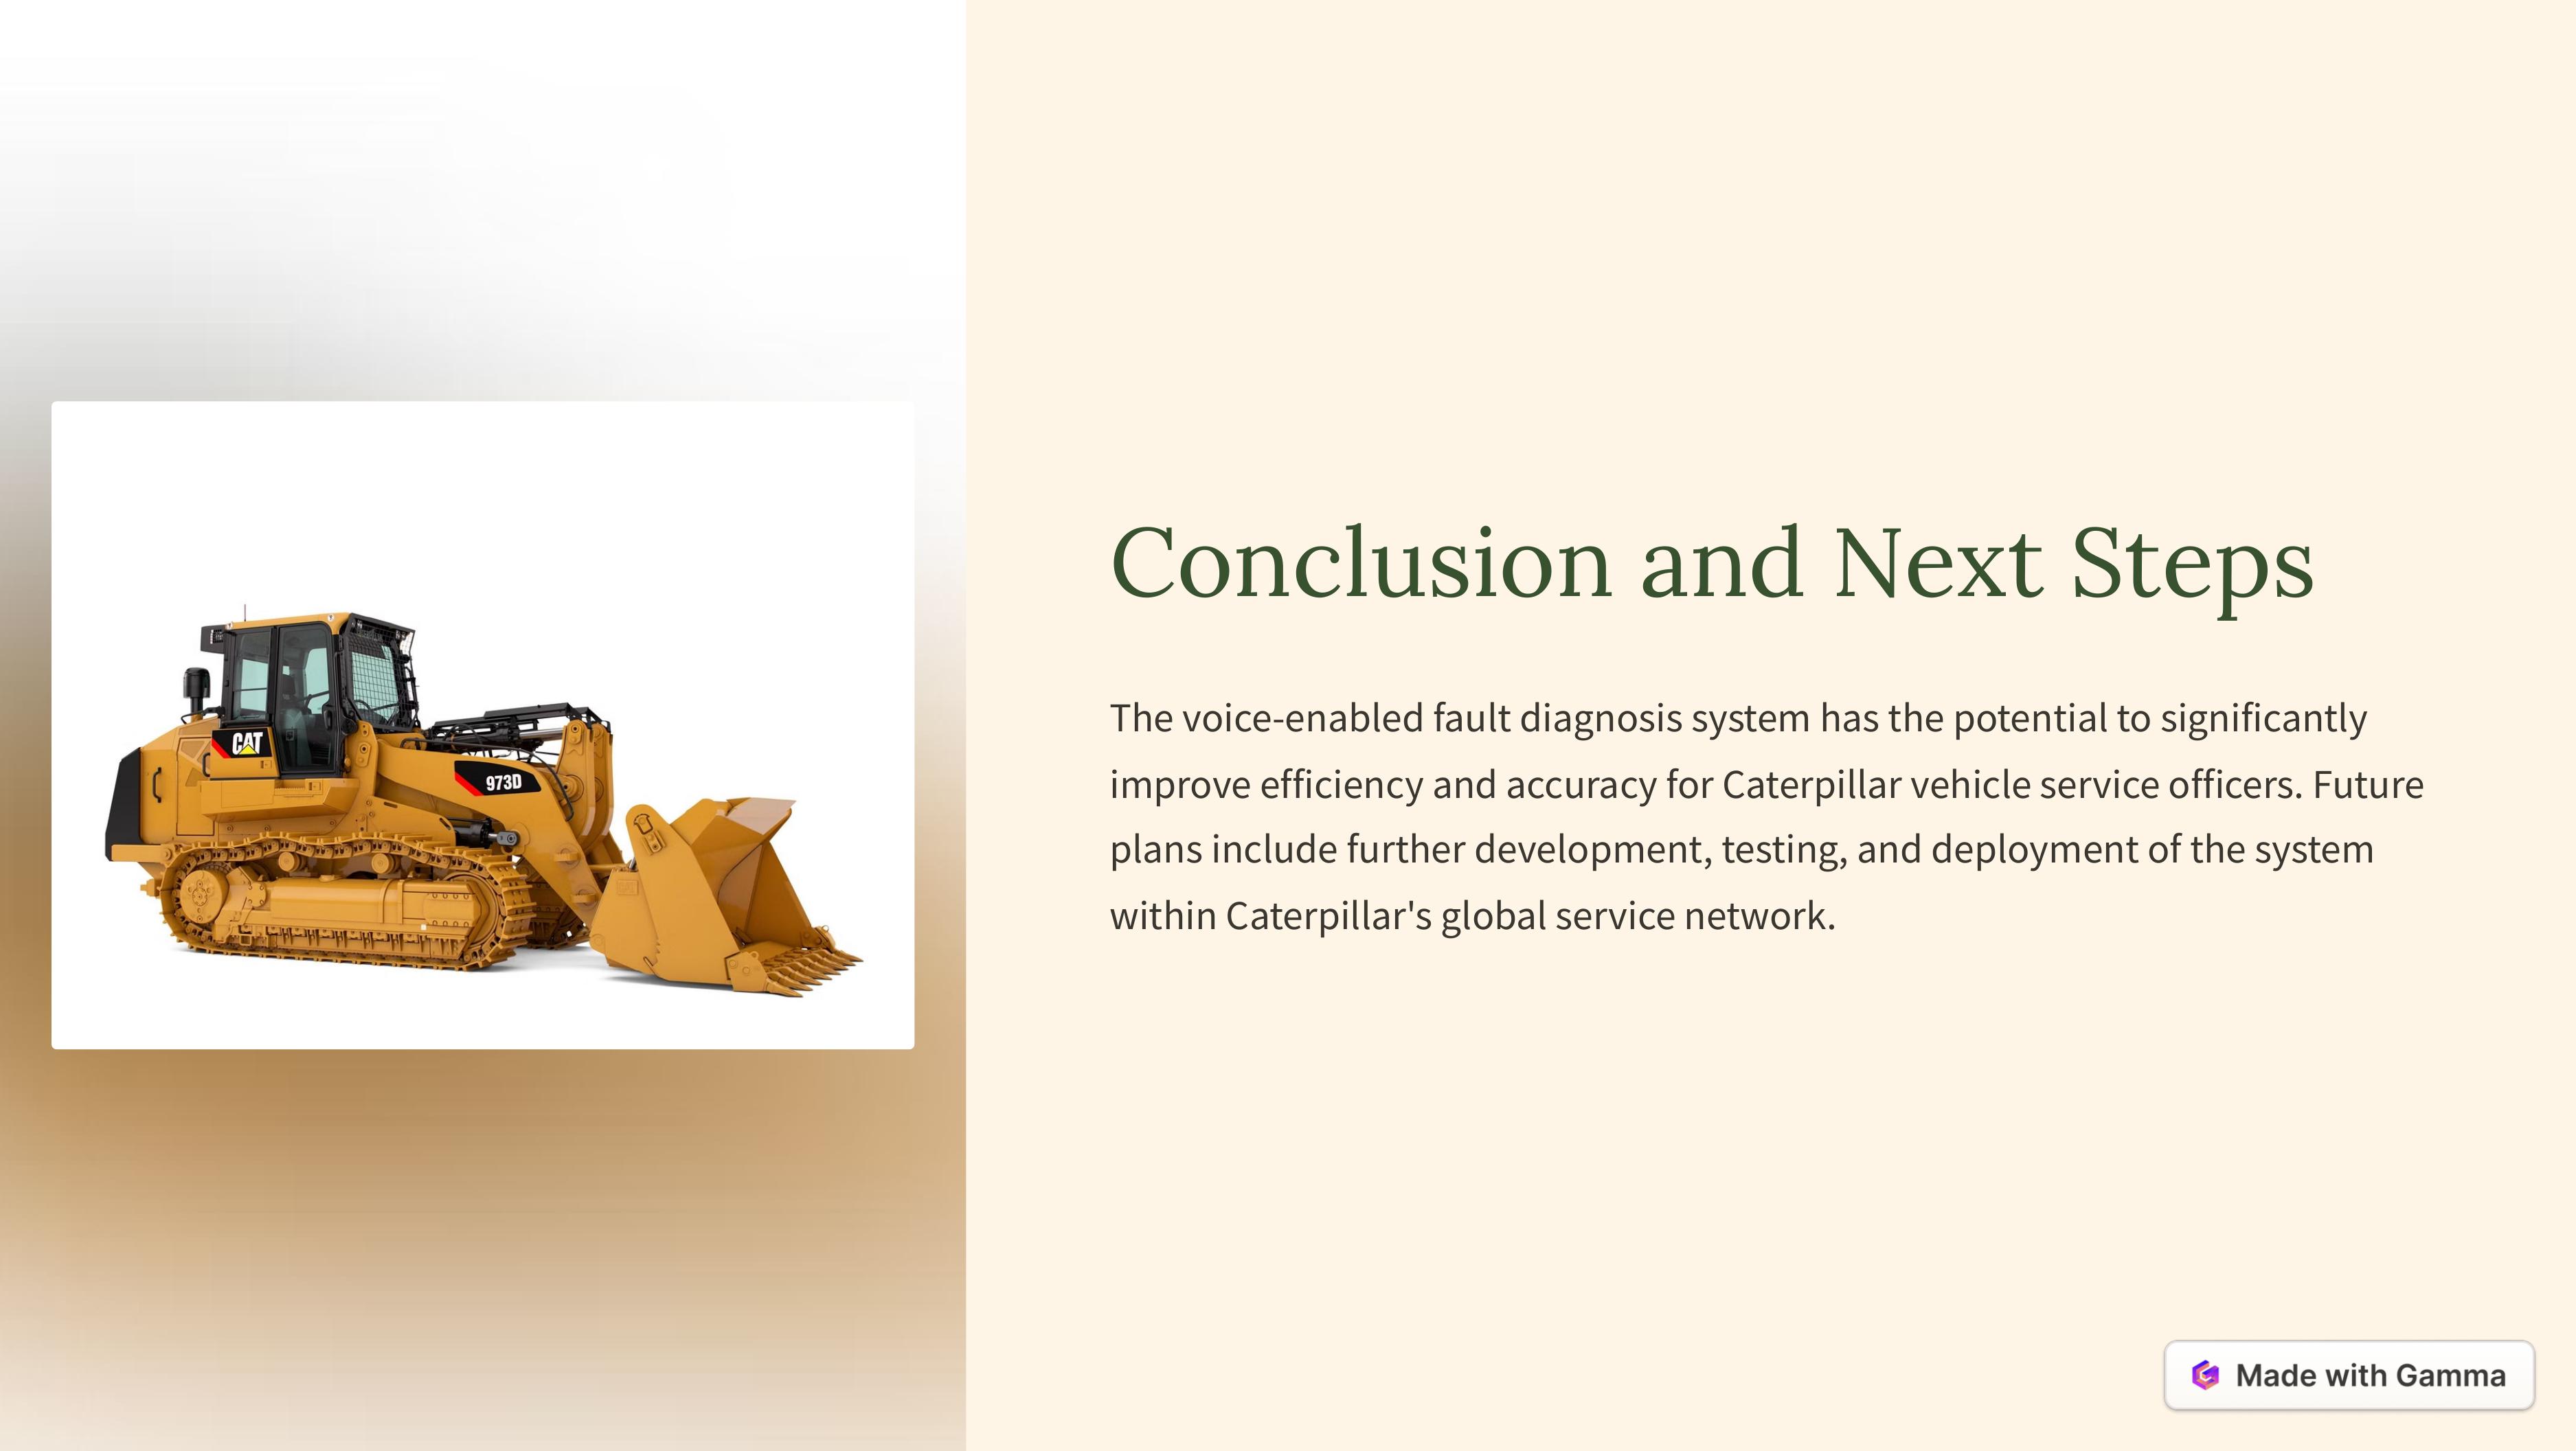 CAT
973D
Conclusion and Next Steps
The voice-enabled fault diagnosis system has the potential to significantly
improve efficiency and accuracy for Caterpillar vehicle service officers. Future
plans include further development, testing, and deployment of the system
within Caterpillar's global service network.
Made with Gamma